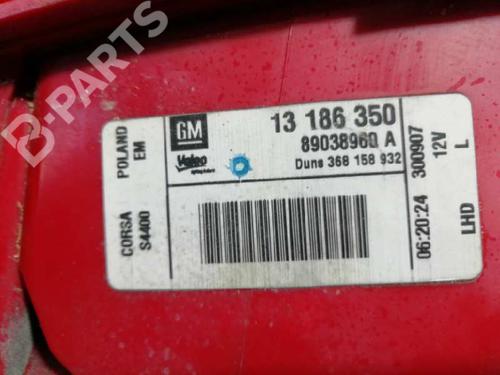 B-PARTS
CORSA POLAND
S4400 EM
GM
Valeo
13 186 350
89038960 A
Duns 368 158 932
06:20:24 300907
LHD 12V L
B-PARTS